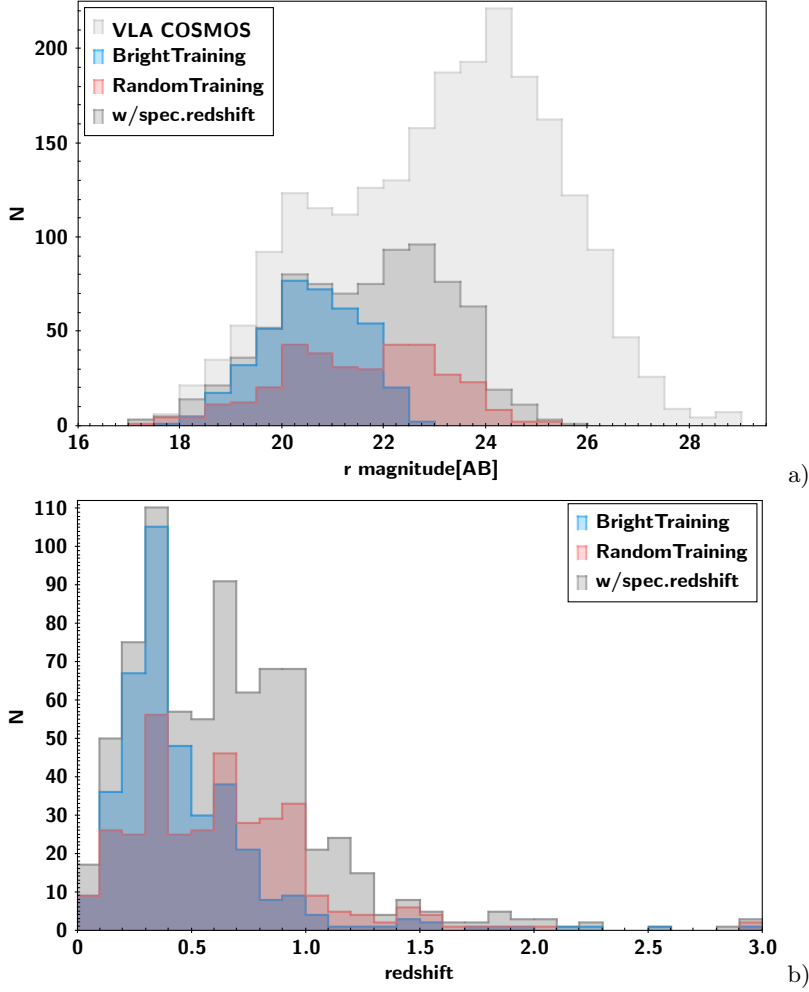 VLA COSMOS
BrightTraining
RandomTraining
w/spec.redshift
200
150
100
50
0
N
16 18 20 22 24 26 28
r magnitude[AB]
a)
BrightTraining
RandomTraining
w/spec.redshift
110
100
90
80
70
60
50
40
30
20
10
0
N
0 0.5 1.0 1.5 2.0 2.5 3.0
redshift
b)